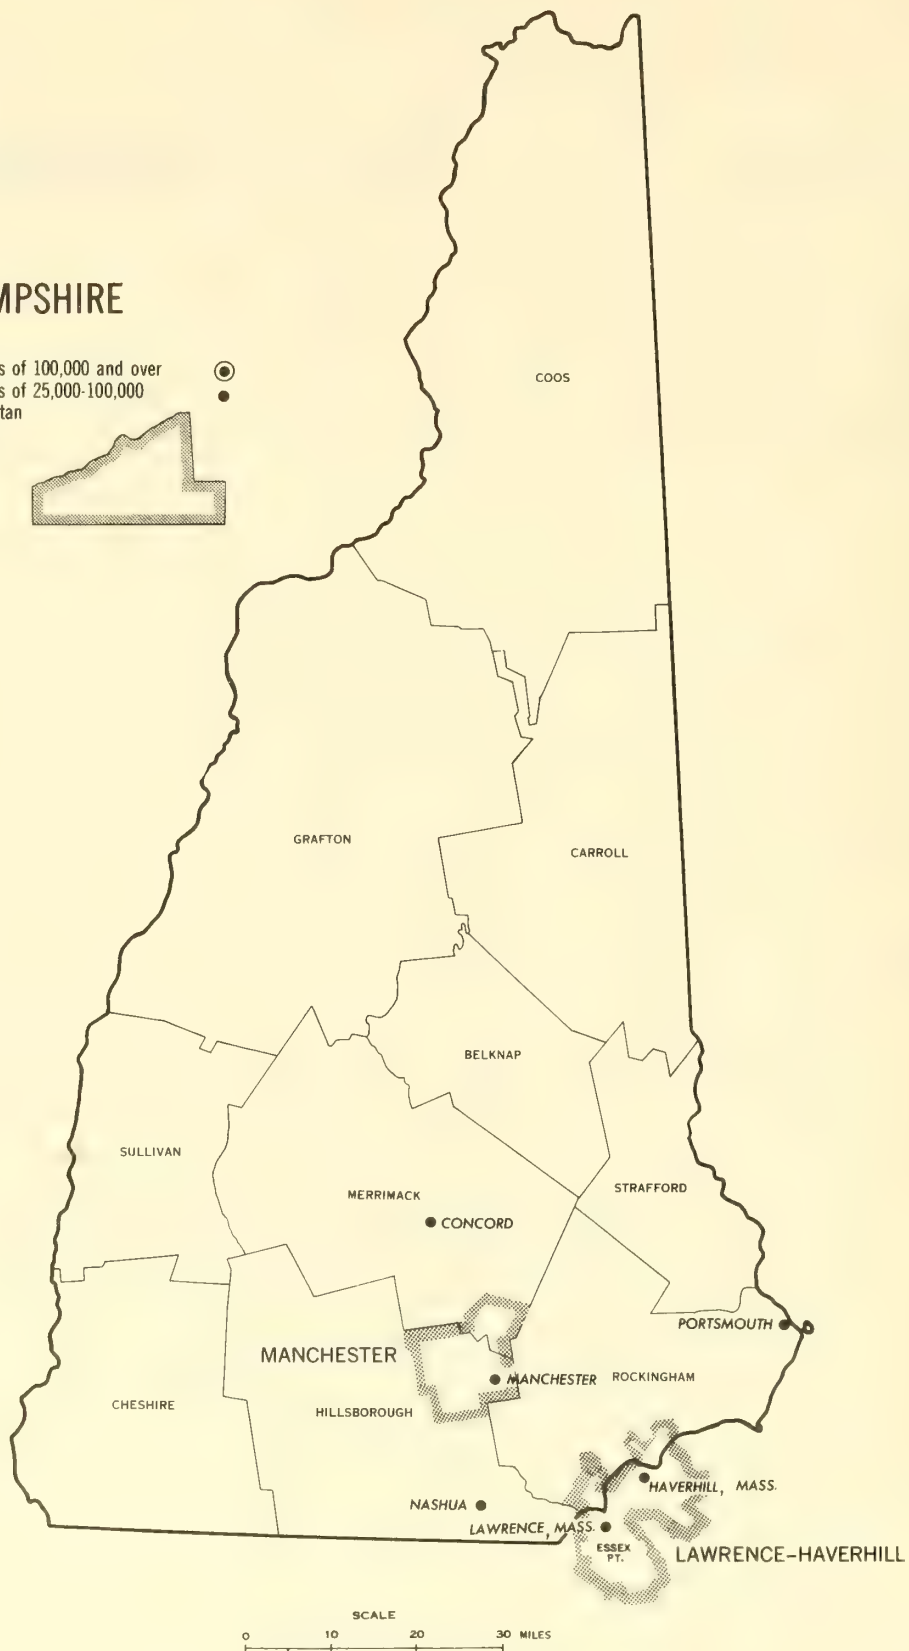 MPSHIRE
s of 100,000 and over
s of 25,000-100,000
tan
COOS
GRAFTON
CARROLL
BELKNAP
SULLIVAN
STRAFFORD
MERRIMACK
CONCORD
PORTSMOUTH
MANCHESTER
MANCHESTER
ROCKINGHAM
CHESHIRE
HILLSBOROUGH
HAVERHILL, MASS.
NASHUA
LAWRENCE, MASS.
ESSEX
PT.
LAWRENCE-HAVERHILL
SCALE
0 10 20 30 MILES